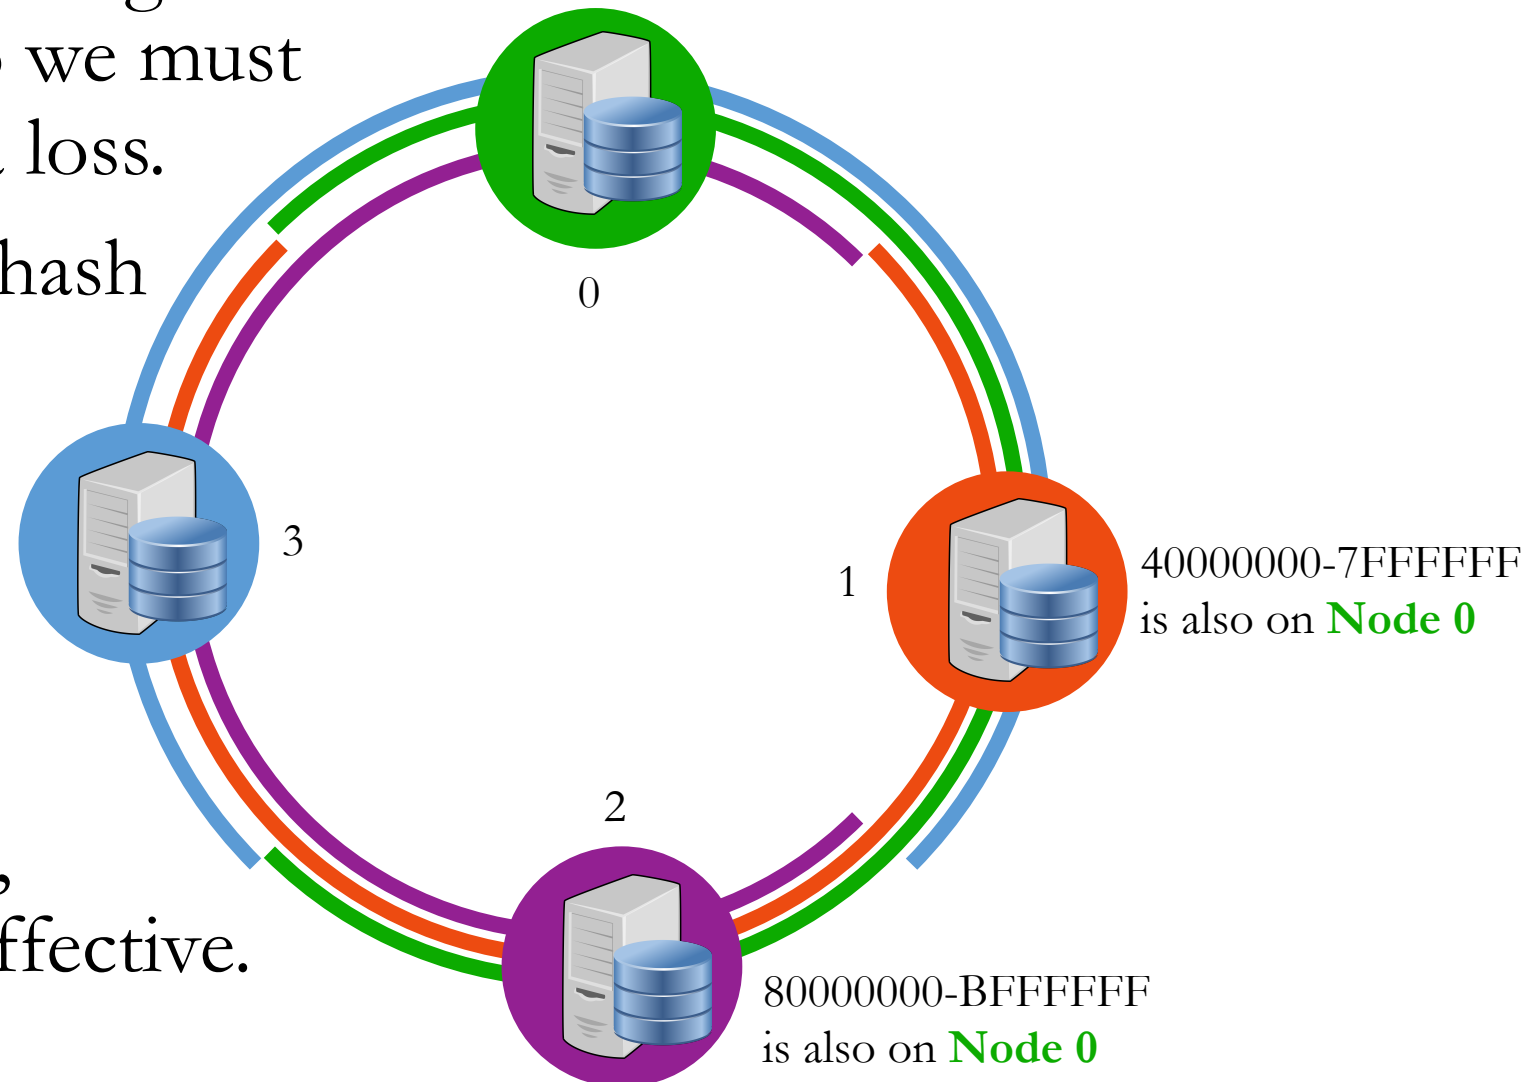 we must
loss.
hash
0
3
1
40000000-7FFFFFF
is also on Node 0
2
,
ffective.
80000000-BFFFFFF
is also on Node 0